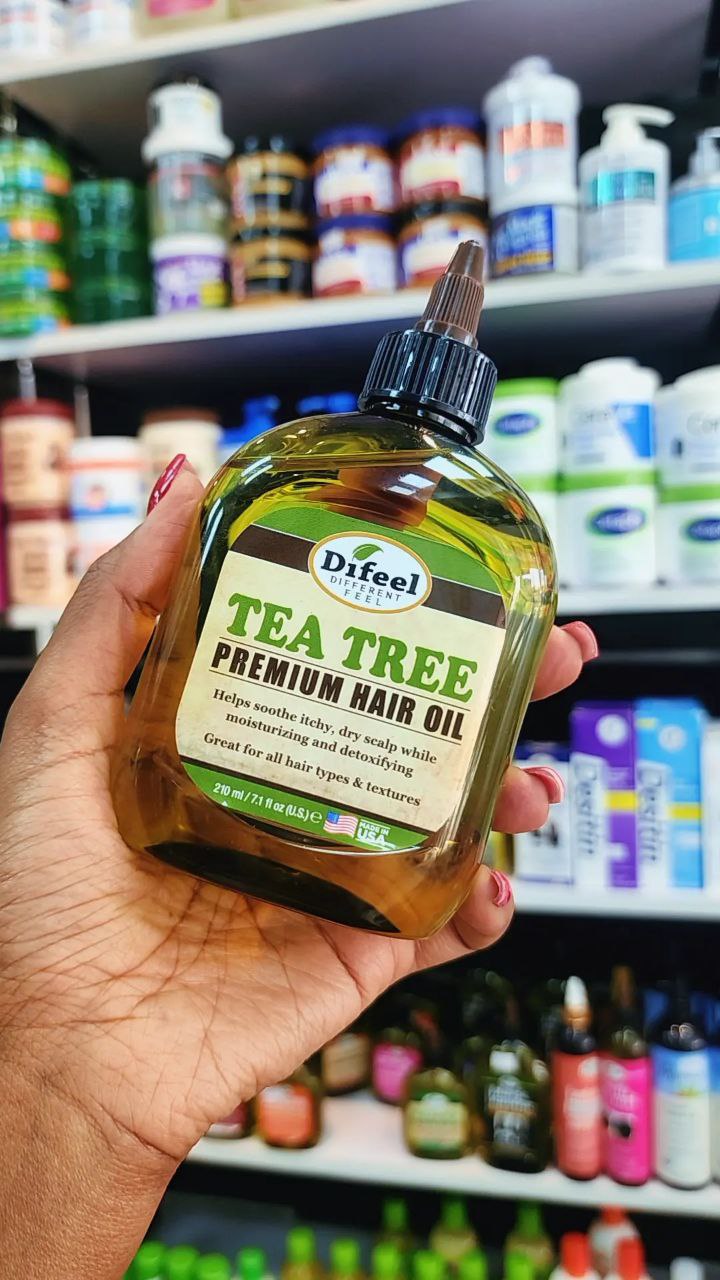 Difeel
DIFFERENT
FEEL
TEA TREE
PREMIUM HAIR OIL
Helps soothe itchy, dry scalp while
moisturizing and detoxifying
Great for all hair types & textures
210 ml / 7.1 fl oz (U.S.) ℮
MADE IN
USA
Desitin
Desitin